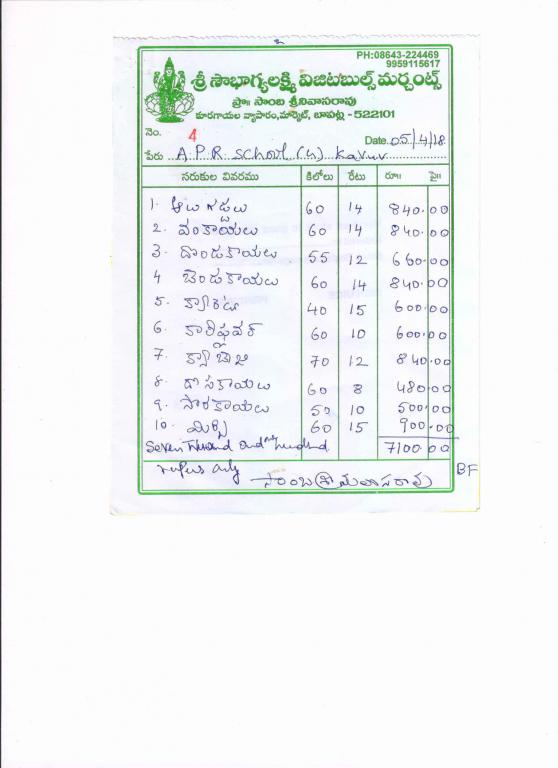 PH:08643-224469
9959115617
శ్రీ సౌభాగ్యలక్ష్మి విజిటబుల్స్ మర్చంట్స్
ప్రొః సాంబ శ్రీనివాసరావు
కూరగాయల వ్యాపారం,మార్కెట్, బాపట్ల - 522101
నెం. 4 Date 05/4/18
పేరు A.P.R. School (G) Kavur
సరుకుల వివరము కిలోలు రేటు రూ॥ పై॥
1. ఆలుగడ్డలు 60 14 840.00
2. వంకాయలు 60 14 840.00
3. దొండకాయలు 55 12 660.00
4 బెండకాయలు 60 14 840.00
5. క్యారెటు 40 15 600.00
6. కాలిఫ్లవర్ 60 10 600.00
7. క్యాబేజి 70 12 840.00
8. దోసకాయలు 60 8 480.00
9. సొరకాయలు 50 10 500.00
10. మిర్చి 60 15 900.00
Seven Thousand and only hundred 7100.00
rupees only BF
సాంబశ్రీనివాసరావు